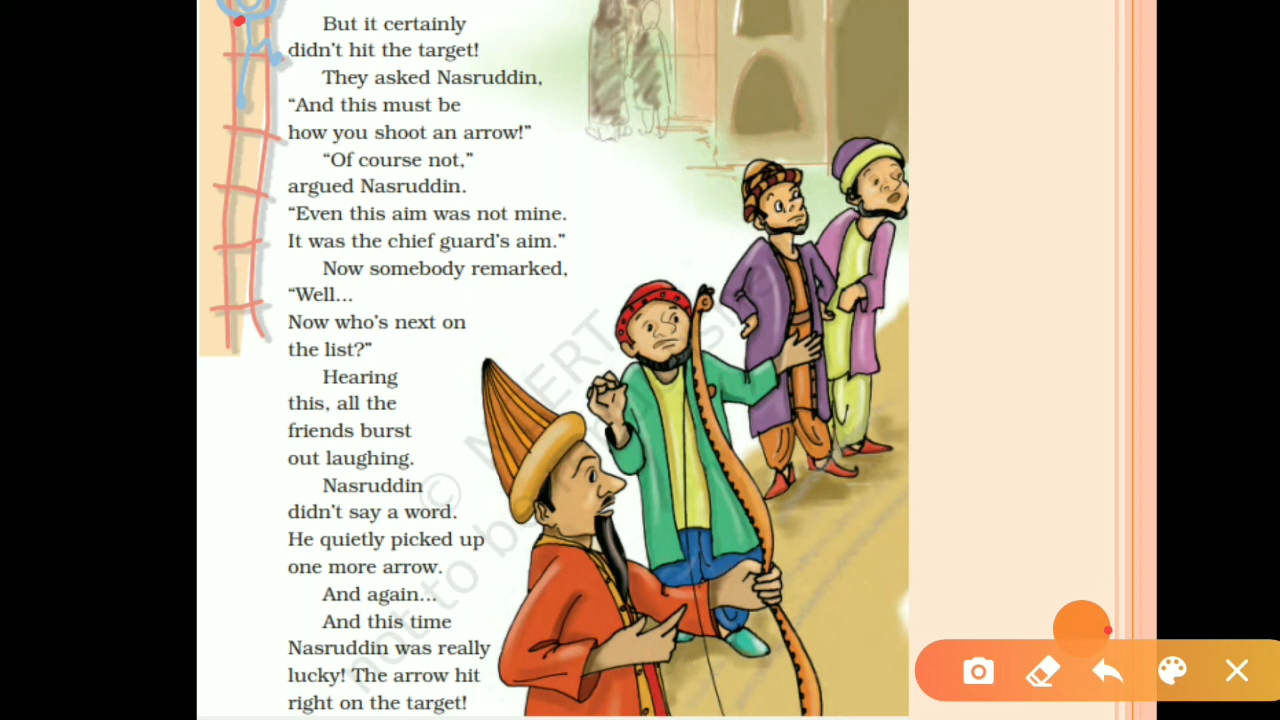 But it certainly
didn't hit the target!
They asked Nasruddin,
“And this must be
how you shoot an arrow!”
“Of course not,”
argued Nasruddin.
“Even this aim was not mine.
It was the chief guard's aim.”
Now somebody remarked,
“Well...
Now who's next on
the list?”
Hearing
this, all the
friends burst
out laughing.
Nasruddin
didn't say a word.
He quietly picked up
one more arrow.
And again...
And this time
Nasruddin was really
lucky! The arrow hit
right on the target!